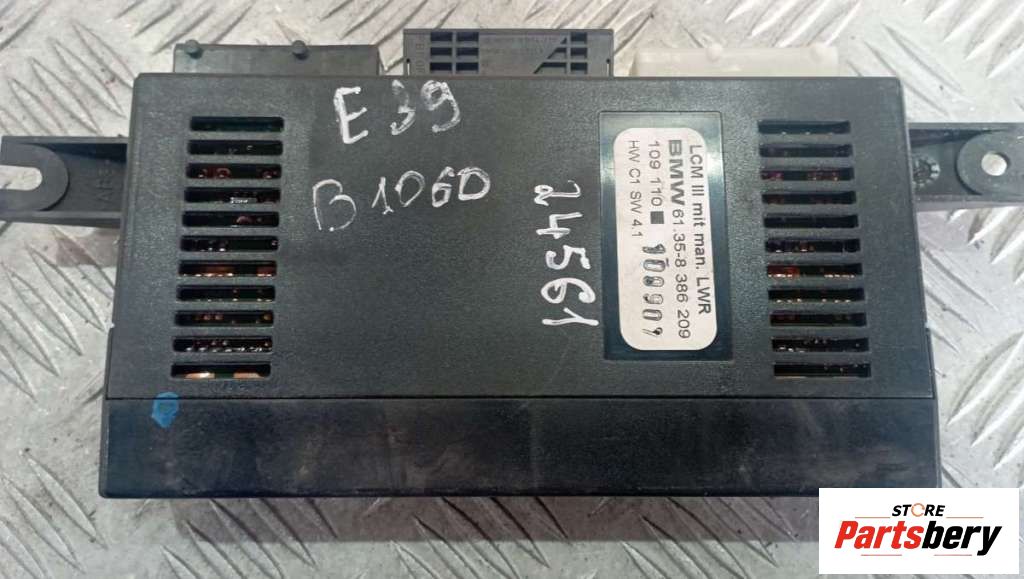 E 39
B106D
24561
LCM III mit man. LWR
BMW 61.35-8 386 209
109 110
HW C1 SW 4.1
STORE
Partsbery